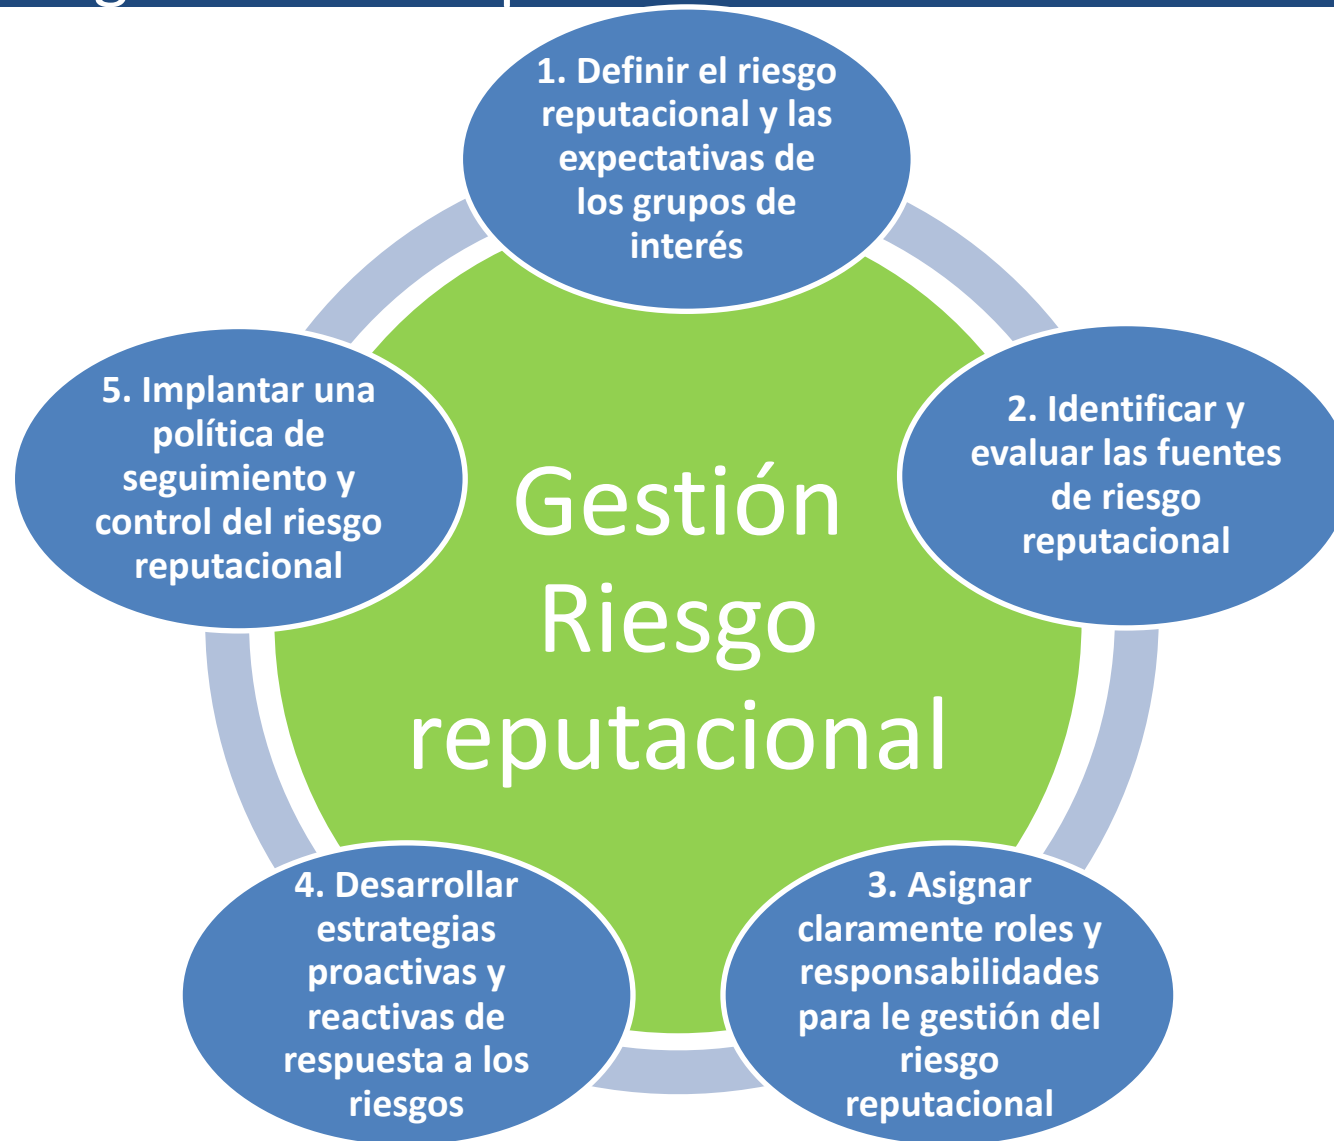 1. Definir el riesgo
reputacional y las
expectativas de
los grupos de
interés
2. Identificar y
evaluar las fuentes
de riesgo
reputacional
3. Asignar
claramente roles y
responsabilidades
para le gestión del
riesgo
reputacional
4. Desarrollar
estrategias
proactivas y
reactivas de
respuesta a los
riesgos
5. Implantar una
política de
seguimiento y
control del riesgo
reputacional
Gestión
Riesgo
reputacional